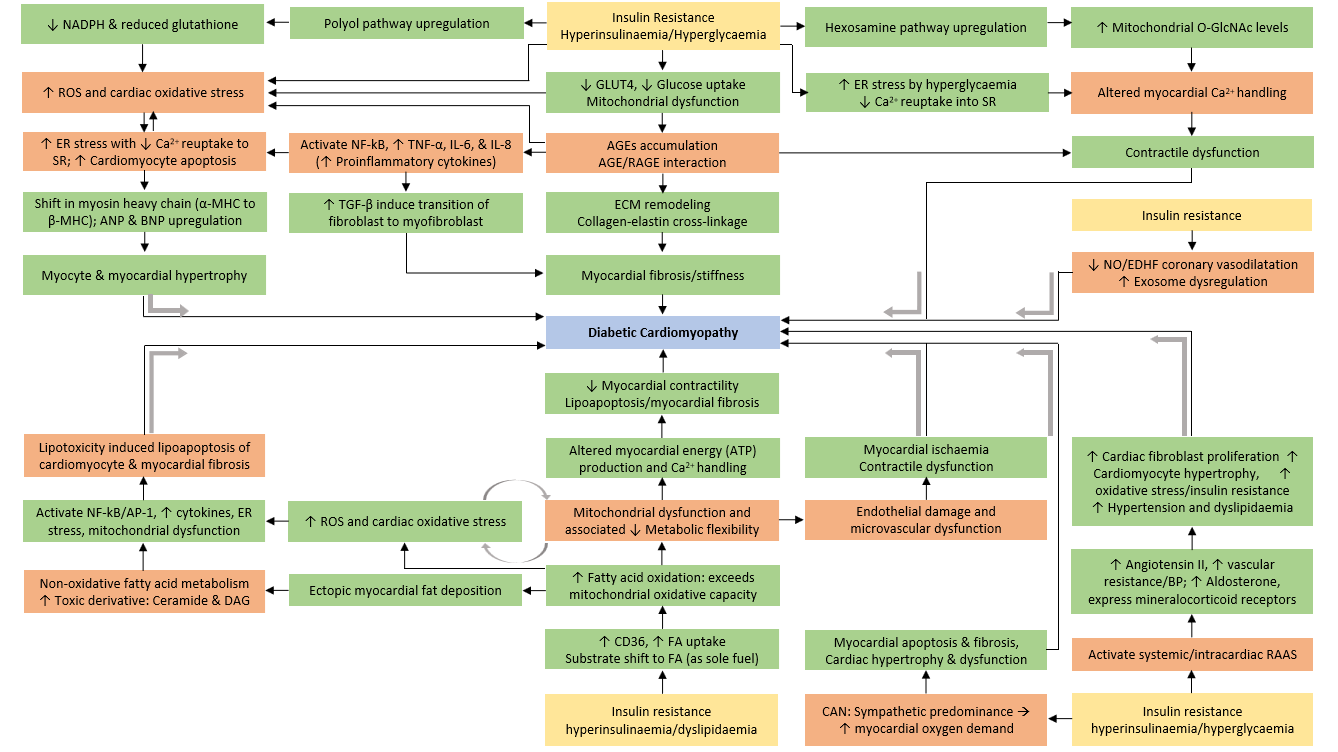 ↓ NADPH & reduced glutathione
Polyol pathway upregulation
Insulin Resistance
Hyperinsulinaemia/Hyperglycaemia
Hexosamine pathway upregulation
↑ Mitochondrial O-GlcNAc levels
↑ ROS and cardiac oxidative stress
↓ GLUT4, ↓ Glucose uptake
Mitochondrial dysfunction
↑ ER stress by hyperglycaemia
↓ Ca²⁺ reuptake into SR
Altered myocardial Ca²⁺ handling
↑ ER stress with ↓ Ca²⁺ reuptake to
SR; ↑ Cardiomyocyte apoptosis
Activate NF-kB, ↑ TNF-α, IL-6, & IL-8
(↑ Proinflammatory cytokines)
AGEs accumulation
AGE/RAGE interaction
Contractile dysfunction
Shift in myosin heavy chain (α-MHC to
β-MHC); ANP & BNP upregulation
↑ TGF-β induce transition of
fibroblast to myofibroblast
ECM remodeling
Collagen-elastin cross-linkage
Insulin resistance
Myocyte & myocardial hypertrophy
Myocardial fibrosis/stiffness
↓ NO/EDHF coronary vasodilatation
↑ Exosome dysregulation
Diabetic Cardiomyopathy
↓ Myocardial contractility
Lipoapoptosis/myocardial fibrosis
Lipotoxicity induced lipoapoptosis of
cardiomyocyte & myocardial fibrosis
Altered myocardial energy (ATP)
production and Ca²⁺ handling
Myocardial ischaemia
Contractile dysfunction
↑ Cardiac fibroblast proliferation ↑
Cardiomyocyte hypertrophy, ↑
oxidative stress/insulin resistance
↑ Hypertension and dyslipidaemia
Activate NF-kB/AP-1, ↑ cytokines, ER
stress, mitochondrial dysfunction
↑ ROS and cardiac oxidative stress
Mitochondrial dysfunction and
associated ↓ Metabolic flexibility
Endothelial damage and
microvascular dysfunction
Non-oxidative fatty acid metabolism
↑ Toxic derivative: Ceramide & DAG
Ectopic myocardial fat deposition
↑ Fatty acid oxidation: exceeds
mitochondrial oxidative capacity
↑ Angiotensin II, ↑ vascular
resistance/BP; ↑ Aldosterone,
express mineralocorticoid receptors
↑ CD36, ↑ FA uptake
Substrate shift to FA (as sole fuel)
Myocardial apoptosis & fibrosis,
Cardiac hypertrophy & dysfunction
Activate systemic/intracardiac RAAS
Insulin resistance
hyperinsulinaemia/dyslipidaemia
CAN: Sympathetic predominance →
↑ myocardial oxygen demand
Insulin resistance
hyperinsulinaemia/hyperglycaemia